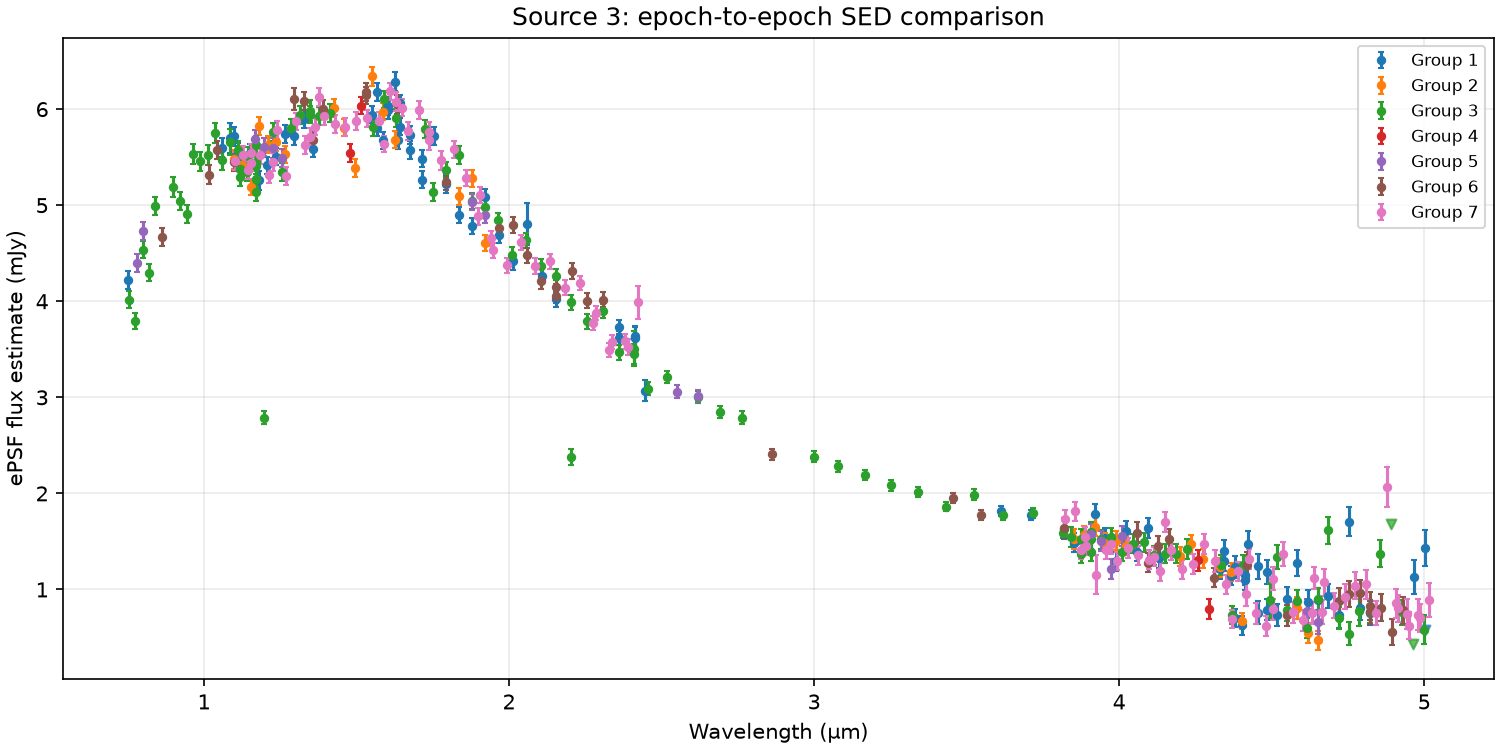 Source 3: epoch-to-epoch SED comparison
Group 1
Group 2
Group 3
Group 4
Group 5
Group 6
Group 7
ePSF flux estimate (mJy)
6
5
4
3
2
1
1 2 3 4 5
Wavelength (μm)